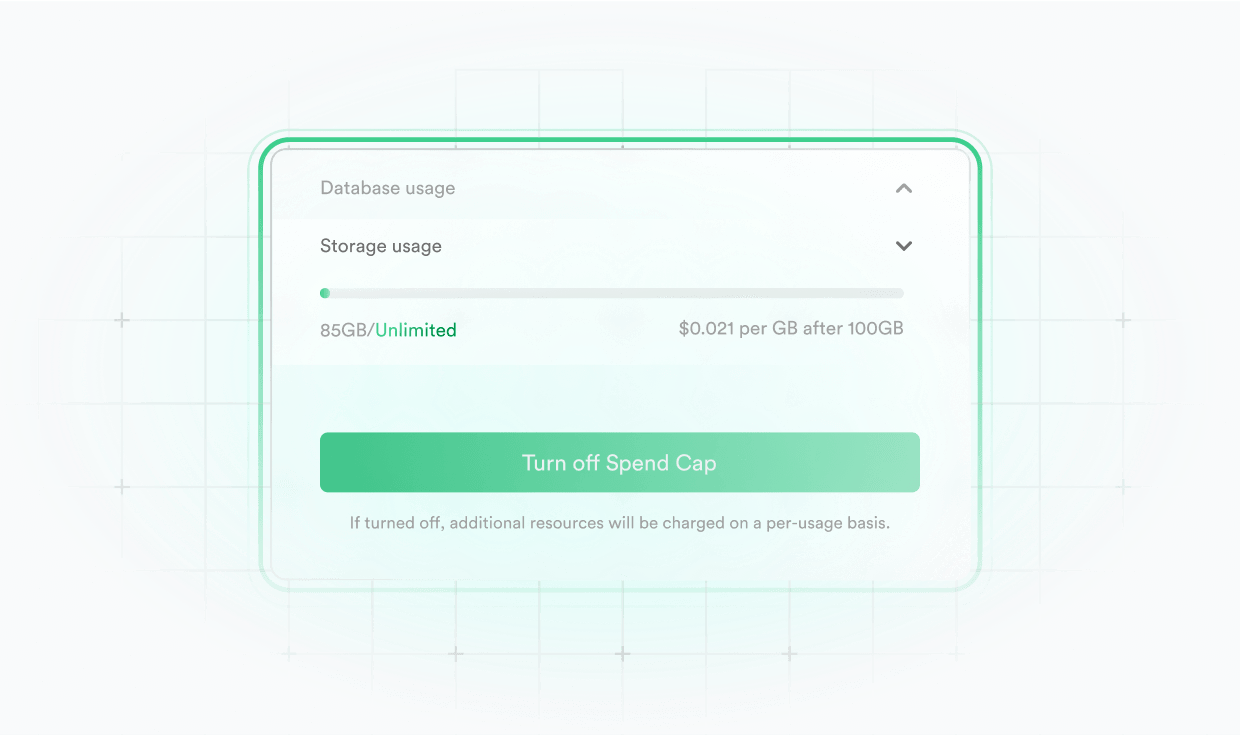 Database usage
Storage usage
85GB/Unlimited
$0.021 per GB after 100GB
Turn off Spend Cap
If turned off, additional resources will be charged on a per-usage basis.